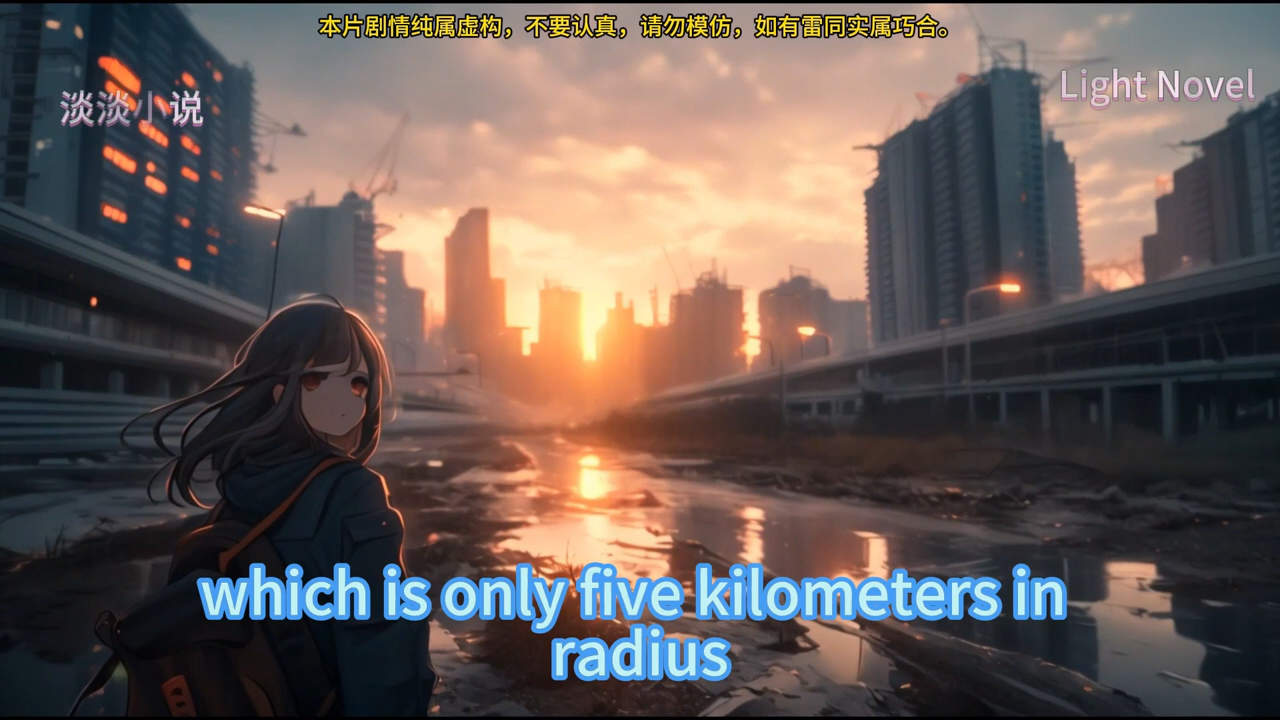 本片剧情纯属虚构，不要认真，请勿模仿，如有雷同实属巧合。
淡淡小说
Light Novel
which is only five kilometers in
radius